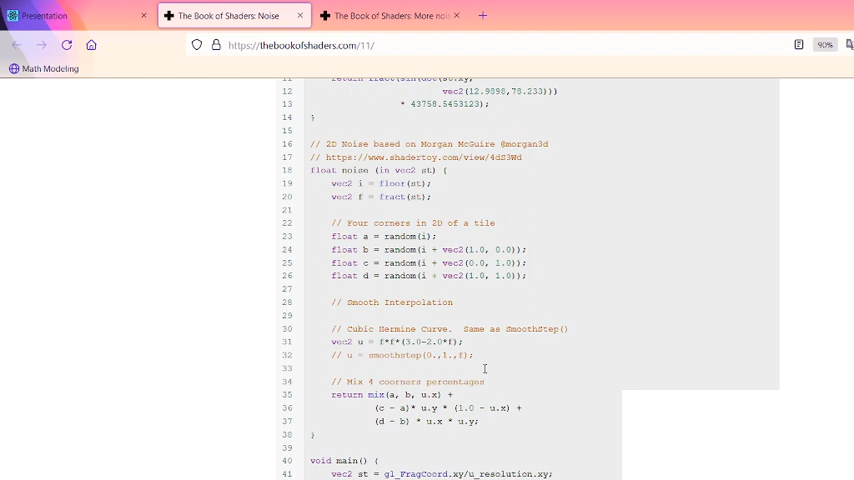 Presentation
The Book of Shaders: Noise
The Book of Shaders: More noi
https://thebookofshaders.com/11/
90%
Math Modeling
11 return fract(sin(dot(st.xy,
12 vec2(12.9898,78.233)))
13 * 43758.5453123);
14 }
15
16 // 2D Noise based on Morgan McGuire @morgan3d
17 // https://www.shadertoy.com/view/4dS3Wd
18 float noise (in vec2 st) {
19 vec2 i = floor(st);
20 vec2 f = fract(st);
21
22 // Four corners in 2D of a tile
23 float a = random(i);
24 float b = random(i + vec2(1.0, 0.0));
25 float c = random(i + vec2(0.0, 1.0));
26 float d = random(i + vec2(1.0, 1.0));
27
28 // Smooth Interpolation
29
30 // Cubic Hermine Curve.  Same as SmoothStep()
31 vec2 u = f*f*(3.0-2.0*f);
32 // u = smoothstep(0.,1.,f);
33
34 // Mix 4 coorners percentages
35 return mix(a, b, u.x) +
36 (c - a)* u.y * (1.0 - u.x) +
37 (d - b) * u.x * u.y;
38 }
39
40 void main() {
41 vec2 st = gl_FragCoord.xy/u_resolution.xy;